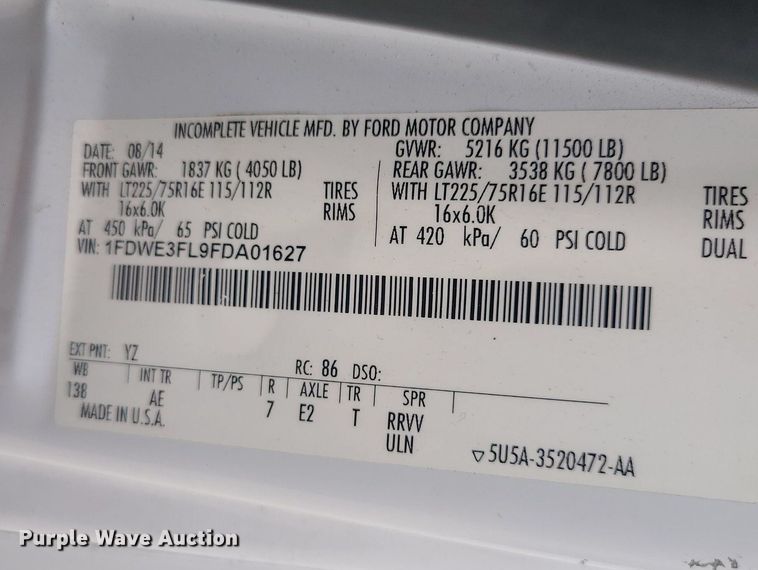 INCOMPLETE VEHICLE MFD. BY FORD MOTOR COMPANY
DATE: 08/14 GVWR: 5216 KG (11500 LB)
FRONT GAWR: 1837 KG ( 4050 LB) REAR GAWR: 3538 KG ( 7800 LB)
WITH LT225/75R16E 115/112R TIRES WITH LT225/75R16E 115/112R TIRES
16x6.0K RIMS 16x6.0K RIMS
AT 450 kPa/ 65 PSI COLD AT 420 kPa/ 60 PSI COLD DUAL
VIN: 1FDWE3FL9FDA01627
EXT PNT: YZ RC: 86 DSO:
WB INT TR TP/PS R AXLE TR SPR
138 AE 7 E2 T RRVV
MADE IN U.S.A. ULN
▽5U5A-3520472-AA
Purple Wave Auction